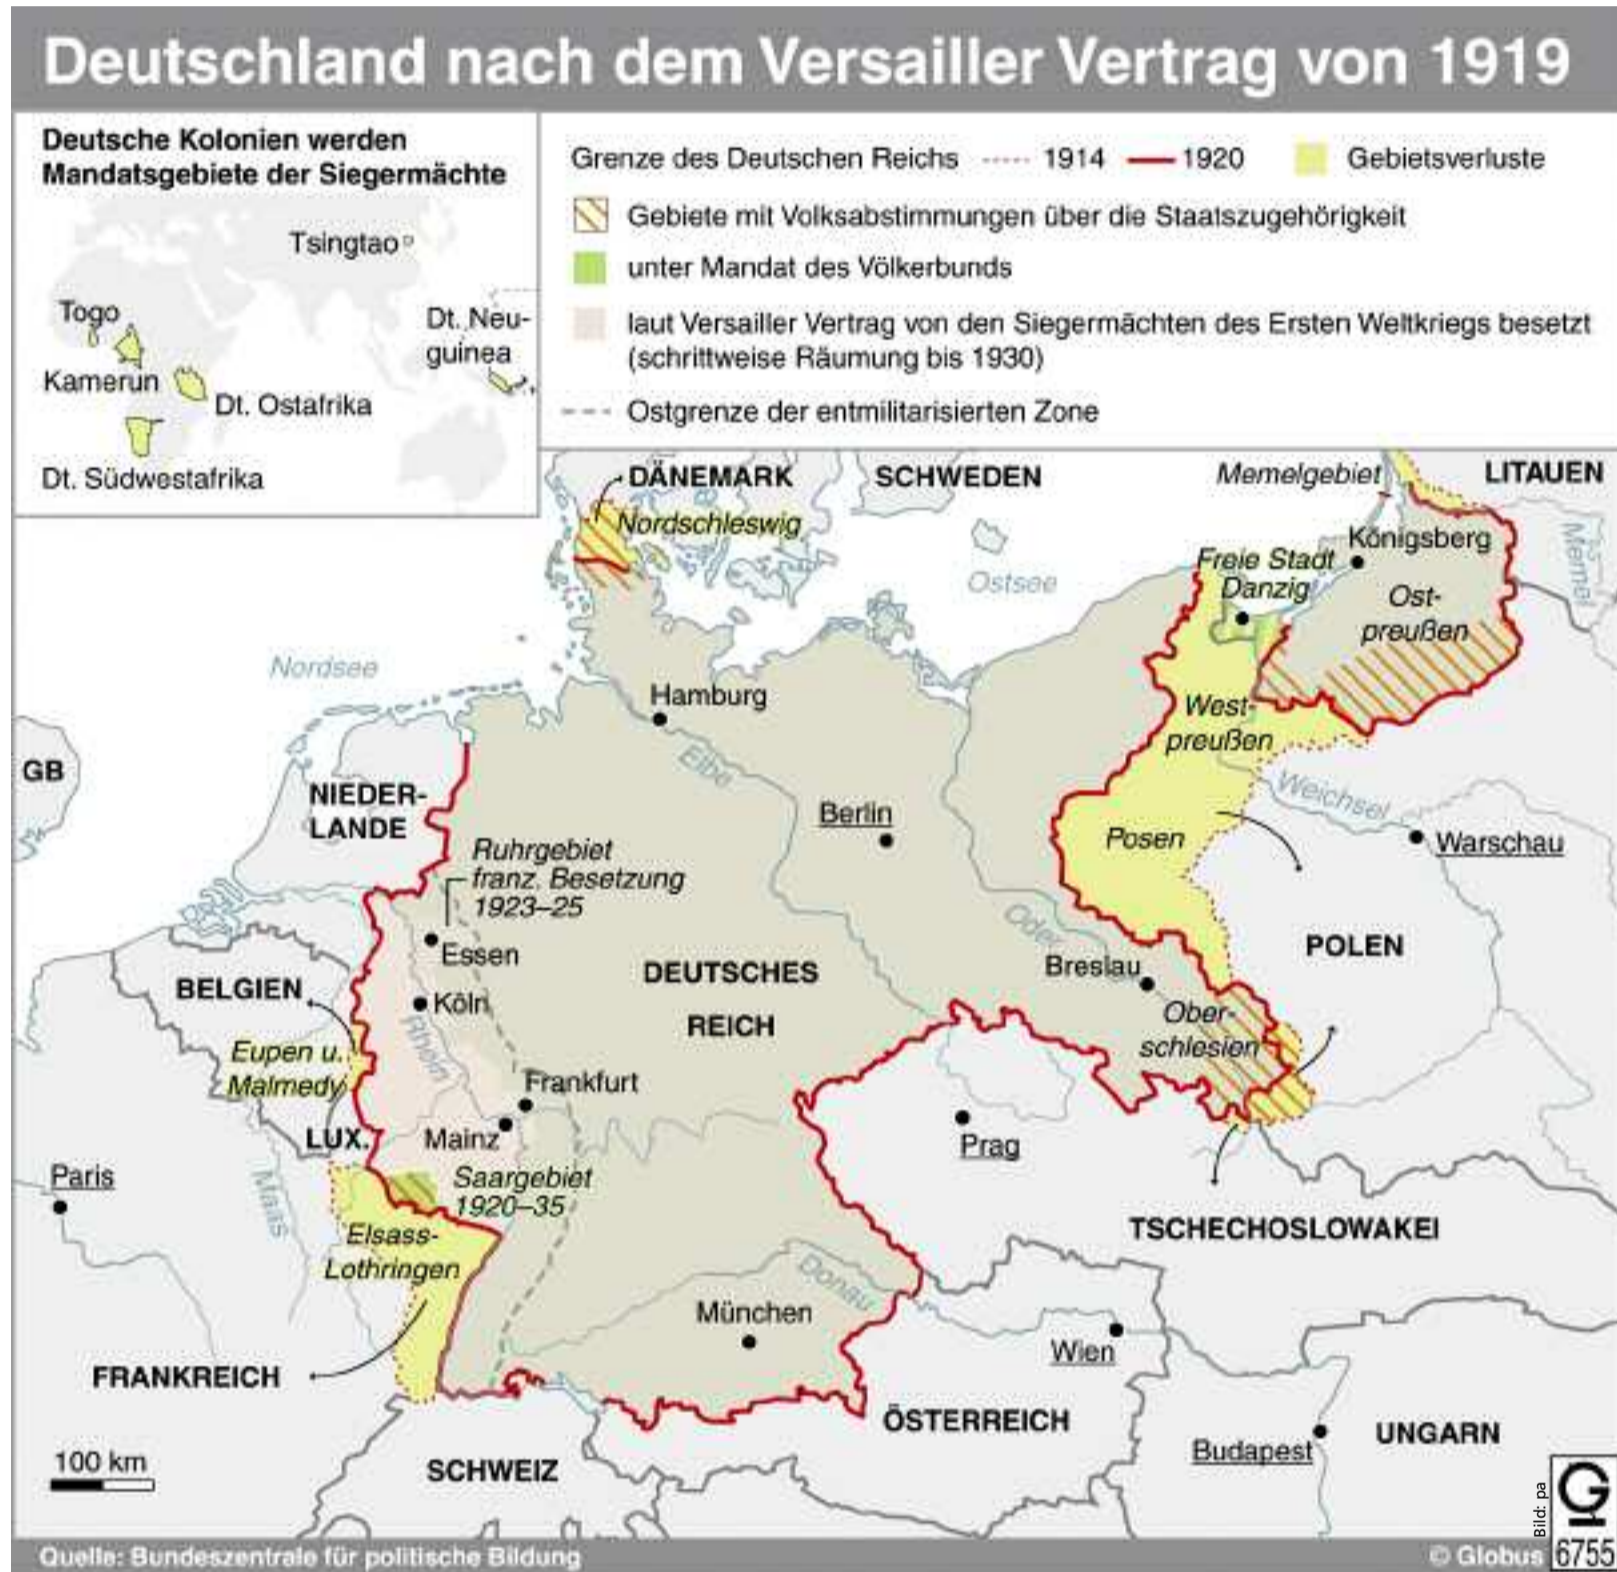 Deutschland nach dem Versailler Vertrag von 1919
Deutsche Kolonien werden
Mandatsgebiete der Siegermächte
Tsingtao
Togo
Kamerun
Dt. Ostafrika
Dt. Südwestafrika
Dt. Neu-
guinea
Grenze des Deutschen Reichs 1914 1920 Gebietsverluste
Gebiete mit Volksabstimmungen über die Staatszugehörigkeit
unter Mandat des Völkerbunds
laut Versailler Vertrag von den Siegermächten des Ersten Weltkriegs besetzt
(schrittweise Räumung bis 1930)
Ostgrenze der entmilitarisierten Zone
DÄNEMARK
SCHWEDEN
Memelgebiet
LITAUEN
Nordschleswig
Königsberg
Memel
Freie Stadt
Danzig
Ostsee
Ost-
preußen
Nordsee
Hamburg
West-
preußen
GB
Elbe
NIEDER-
LANDE
Berlin
Weichsel
Posen
Warschau
Ruhrgebiet
franz. Besetzung
1923–25
Essen
Oder
POLEN
BELGIEN
DEUTSCHES
REICH
Breslau
Köln
Ober-
schlesien
Rhein
Eupen u.
Malmedy
Frankfurt
LUX.
Mainz
Prag
Paris
Maas
Saargebiet
1920–35
Elsass-
Lothringen
TSCHECHOSLOWAKEI
Donau
München
Wien
FRANKREICH
ÖSTERREICH
Budapest
UNGARN
100 km
SCHWEIZ
Bild: pa
G
Quelle: Bundeszentrale für politische Bildung
© Globus 6755